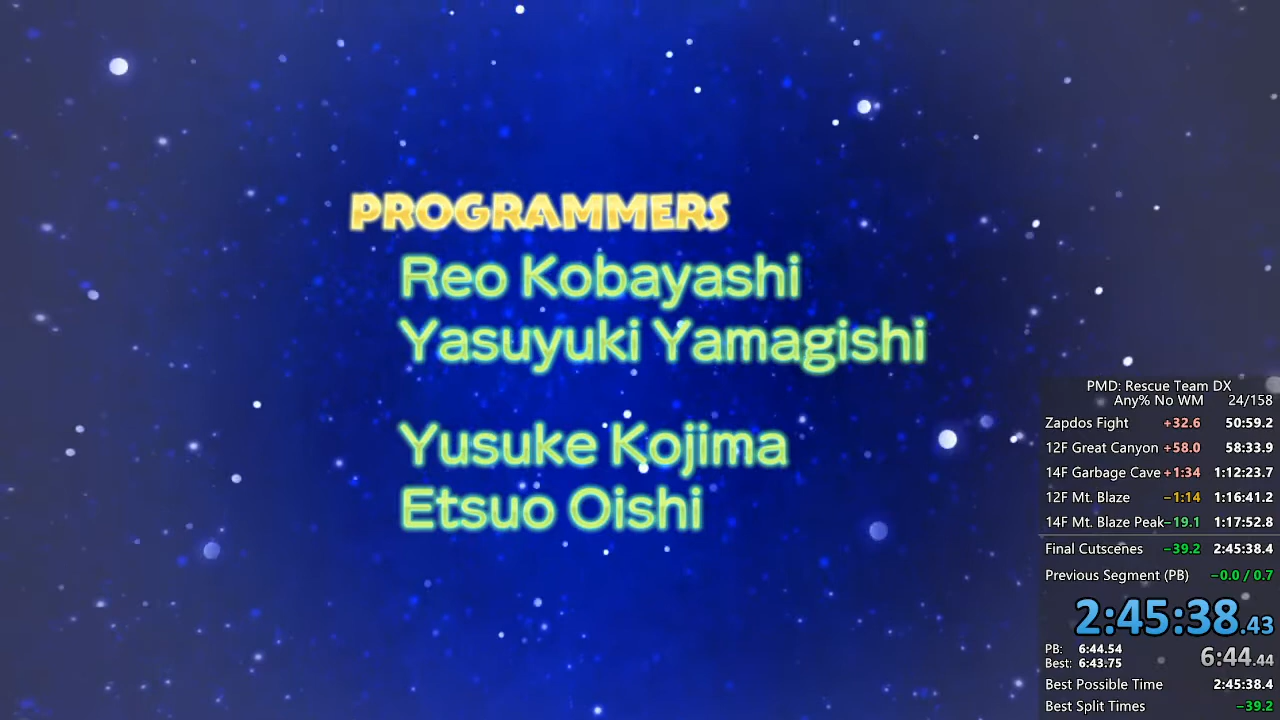 PROGRAMMERS
Reo Kobayashi
Yasuyuki Yamagishi
Yusuke Kojima
Etsuo Oishi
PMD: Rescue Team DX
Any% No WM 24/158
Zapdos Fight +32.6 50:59.2
12F Great Canyon +58.0 58:33.9
14F Garbage Cave +1:34 1:12:23.7
12F Mt. Blaze −1:14 1:16:41.2
14F Mt. Blaze Peak −19.1 1:17:52.8
Final Cutscenes −39.2 2:45:38.4
Previous Segment (PB) −0.0 / 0.7
2:45:38.43
PB: 6:44.54
Best: 6:43.75
6:44.44
Best Possible Time 2:45:38.4
Best Split Times −39.2